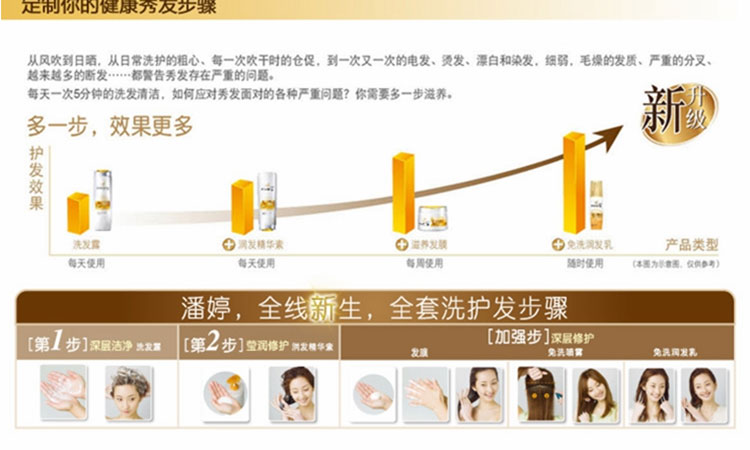 定制你的健康秀发步骤
从风吹到日晒，从日常洗护的粗心、每一次吹干时的仓促，到一次又一次的电发、烫发、漂白和染发，细弱，毛燥的发质、严重的分叉、
越来越多的断发……都警告秀发存在严重的问题。
每天一次5分钟的洗发清洁，如何应对秀发面对的各种严重问题？你需要多一步滋养。
新升级
多一步，效果更多
护发效果
洗发露
润发精华素
滋养发膜
免洗润发乳
产品类型
每天使用
每天使用
每周使用
随时使用
（本图为示意图，仅供参考）
潘婷，全线新生，全套洗护发步骤
[第1步]深层洁净 洗发露
[第2步]莹润修护 润发精华素
[加强步]深层修护
发膜
免洗喷雾
免洗润发乳